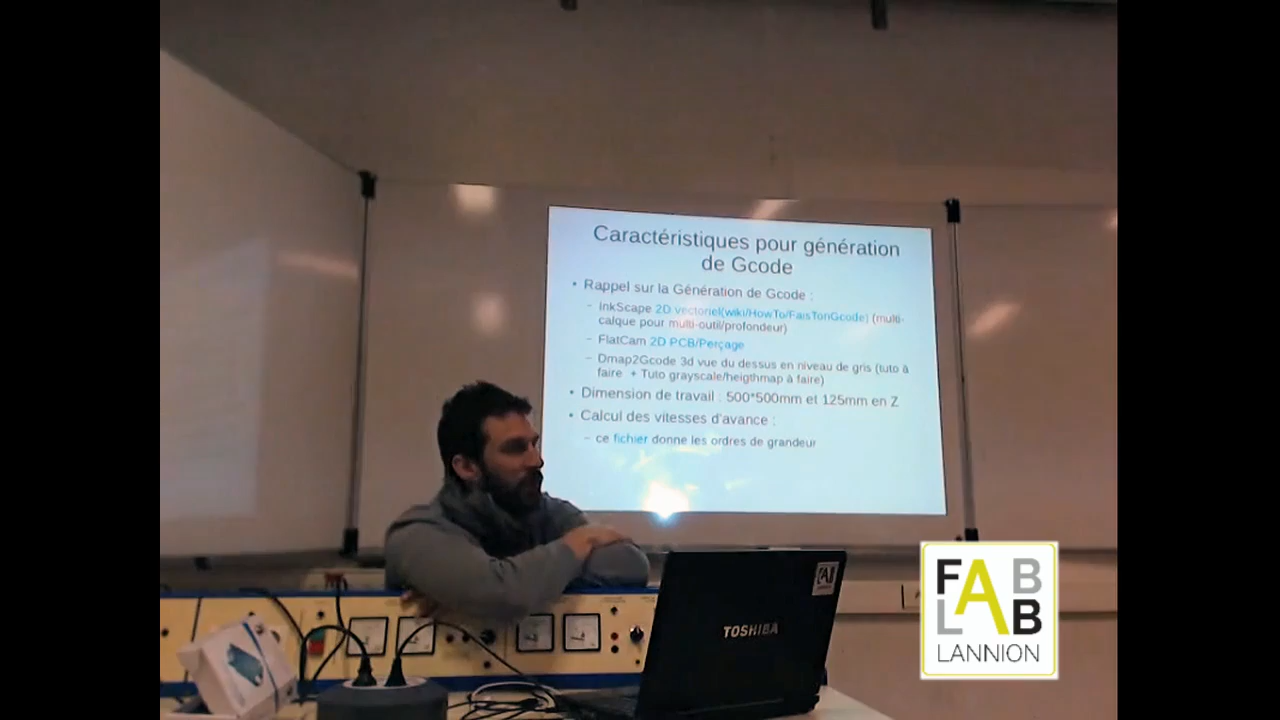 Caractéristiques pour génération
de Gcode
• Rappel sur la Génération de Gcode :
– InkScape 2D vectoriel(wiki/HowTo/FaisTonGcode) (multi-
calque pour multi-outil/profondeur)
– FlatCam 2D PCB/Perçage
– Dmap2Gcode 3d vue du dessus en niveau de gris (tuto à
faire + Tuto grayscale/heigthmap à faire)
• Dimension de travail : 500*500mm et 125mm en Z
• Calcul des vitesses d'avance :
– ce fichier donne les ordres de grandeur
TOSHIBA
FAB
LAB
LANNION